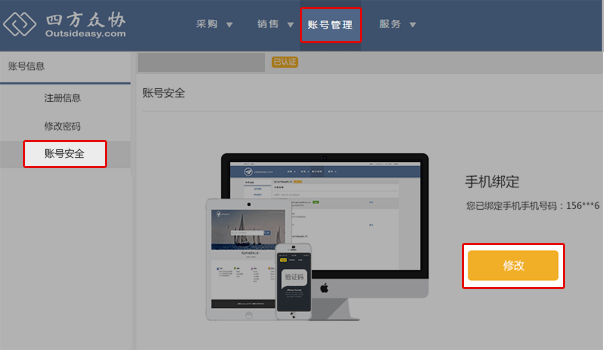 四方众协
Outsideasy.com
采购 销售 账号管理 服务
账号信息
注册信息
修改密码
账号安全
已认证
账号安全
手机绑定
您已绑定手机手机号码：156***6
修改
验证码